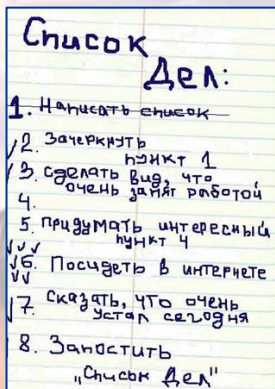 Список
Дел:
1. Написать список
2. Зачеркнуть
пункт 1
3. Сделать вид, что
очень занят работой
4.
5. Придумать интересный
пункт 4
6. Посидеть в интернете
7. Сказать, что очень
устал сегодня
8. Запостить
"Список Дел"